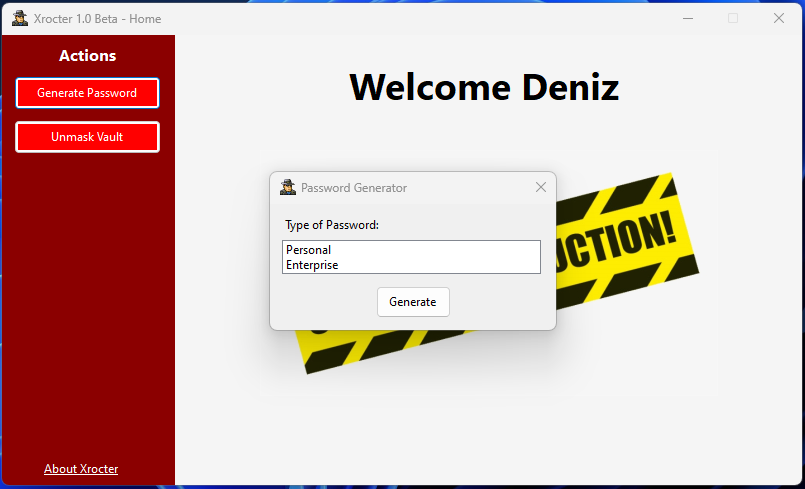 Xrocter 1.0 Beta - Home
Actions
Generate Password
Unmask Vault
About Xrocter
Welcome Deniz
Password Generator
Type of Password:
Personal
Enterprise
Generate